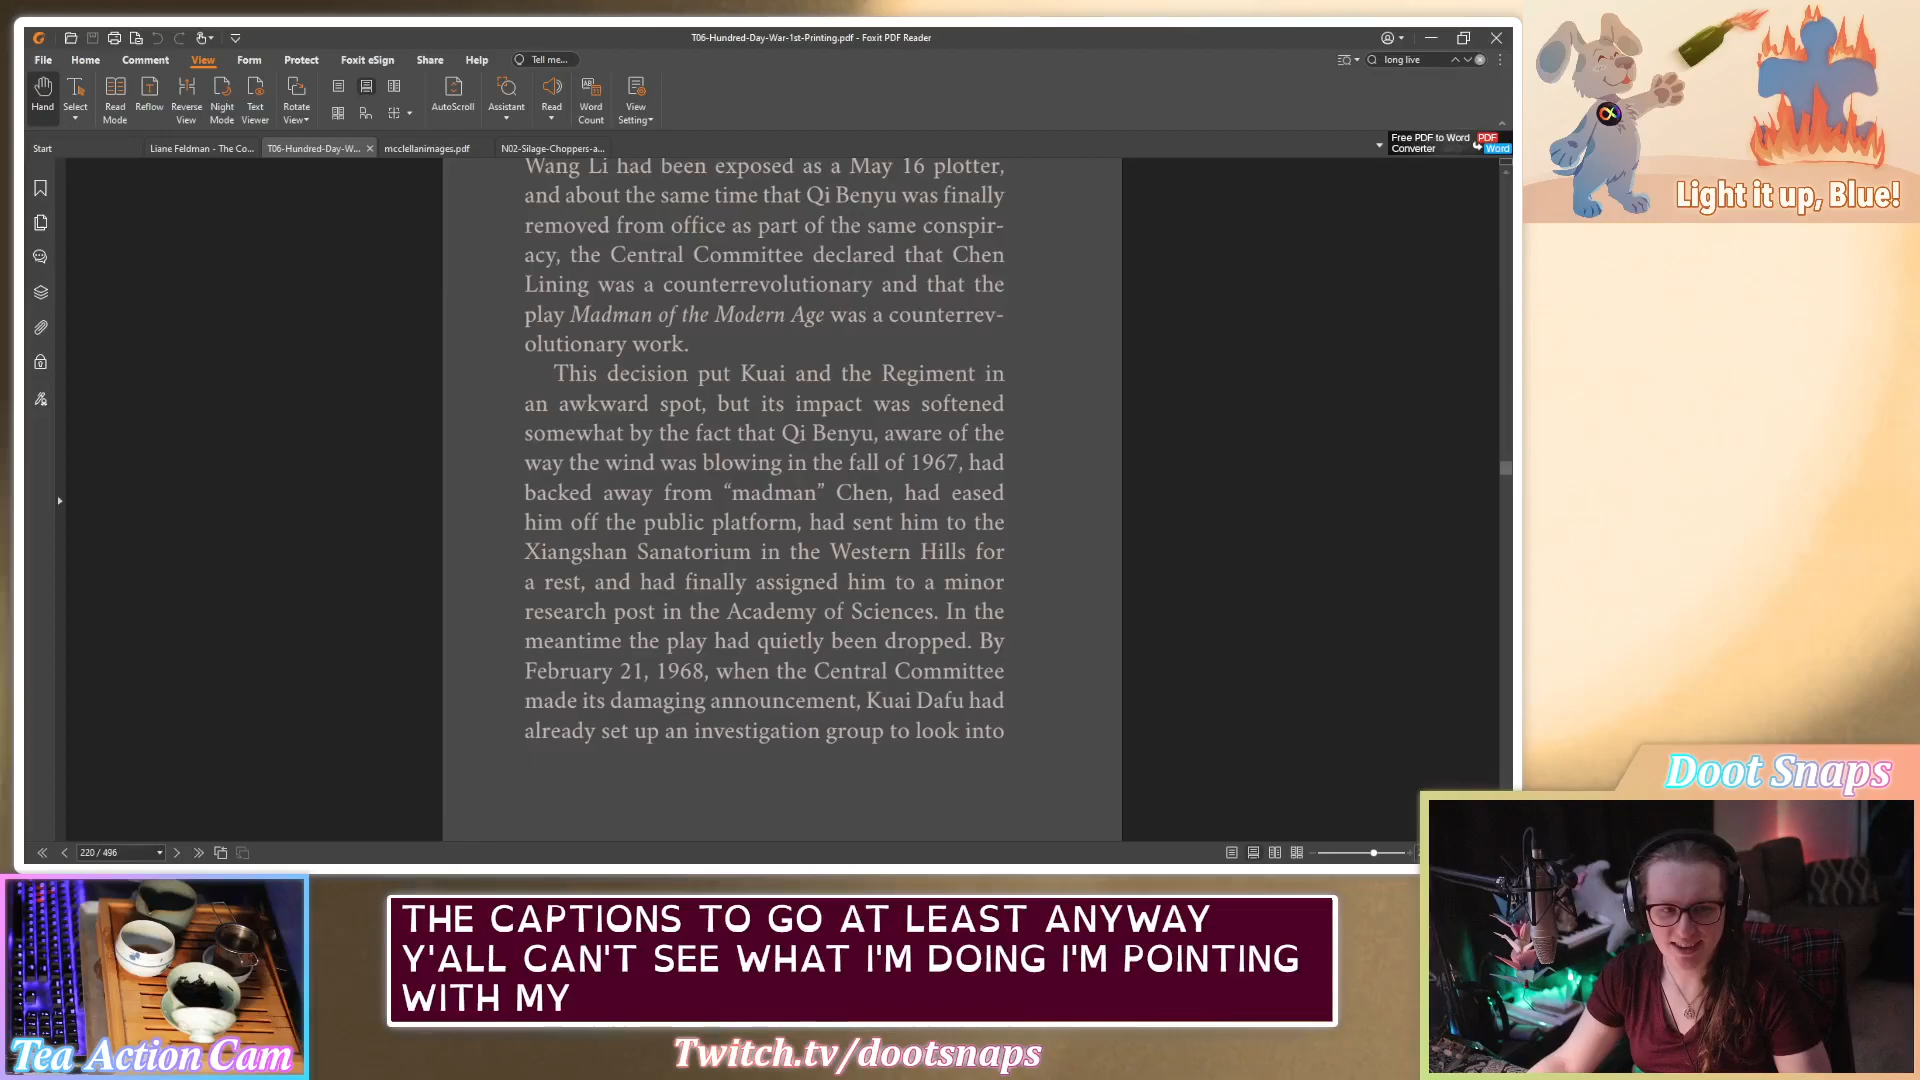 T06-Hundred-Day-War-1st-Printing.pdf - Foxit PDF Reader
File Home Comment View Form Protect Foxit eSign Share Help Tell me... long live
Hand Select Read Mode Reflow Reverse View Night Mode Text Viewer Rotate View AutoScroll Assistant Read Word Count View Setting
Start Liane Feldman - The Co... T06-Hundred-Day-W... mcclellanimages.pdf N02-Silage-Choppers-a...
Free PDF to Word Converter PDF Word
Wang Li had been exposed as a May 16 plotter,
and about the same time that Qi Benyu was finally
removed from office as part of the same conspir-
acy, the Central Committee declared that Chen
Lining was a counterrevolutionary and that the
play Madman of the Modern Age was a counterrev-
olutionary work.
This decision put Kuai and the Regiment in
an awkward spot, but its impact was softened
somewhat by the fact that Qi Benyu, aware of the
way the wind was blowing in the fall of 1967, had
backed away from “madman” Chen, had eased
him off the public platform, had sent him to the
Xiangshan Sanatorium in the Western Hills for
a rest, and had finally assigned him to a minor
research post in the Academy of Sciences. In the
meantime the play had quietly been dropped. By
February 21, 1968, when the Central Committee
made its damaging announcement, Kuai Dafu had
already set up an investigation group to look into
220 / 496
Light it up, Blue!
Doot Snaps
Tea Action Cam
THE CAPTIONS TO GO AT LEAST ANYWAY
Y'ALL CAN'T SEE WHAT I'M DOING I'M POINTING
WITH MY
Twitch.tv/dootsnaps